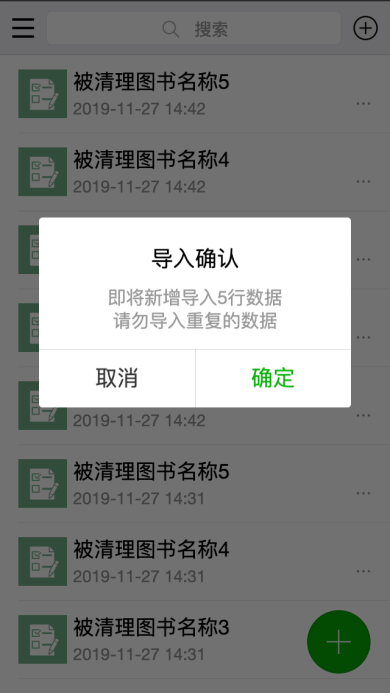 搜索
被清理图书名称5
2019-11-27 14:42
...
被清理图书名称4
2019-11-27 14:42
...
导入确认
即将新增导入5行数据
请勿导入重复的数据
取消
确定
2019-11-27 14:42
...
被清理图书名称5
2019-11-27 14:31
...
被清理图书名称4
2019-11-27 14:31
...
被清理图书名称3
2019-11-27 14:31